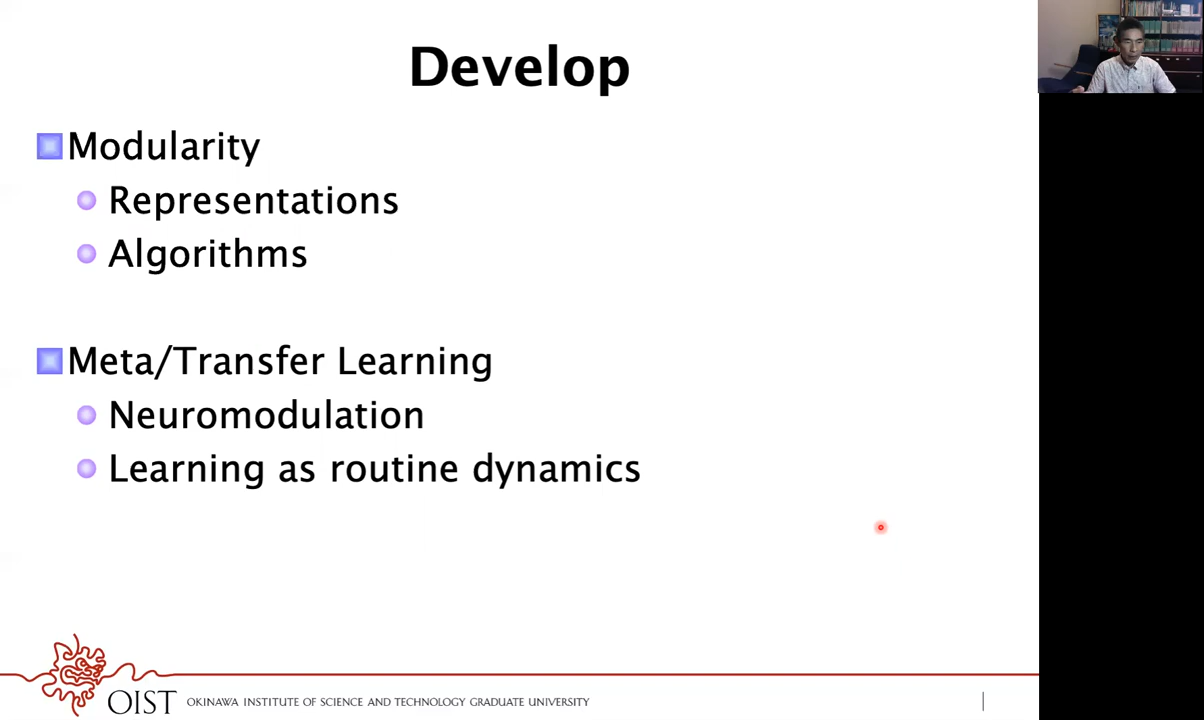 Develop
Modularity
Representations
Algorithms
Meta/Transfer Learning
Neuromodulation
Learning as routine dynamics
OIST OKINAWA INSTITUTE OF SCIENCE AND TECHNOLOGY GRADUATE UNIVERSITY